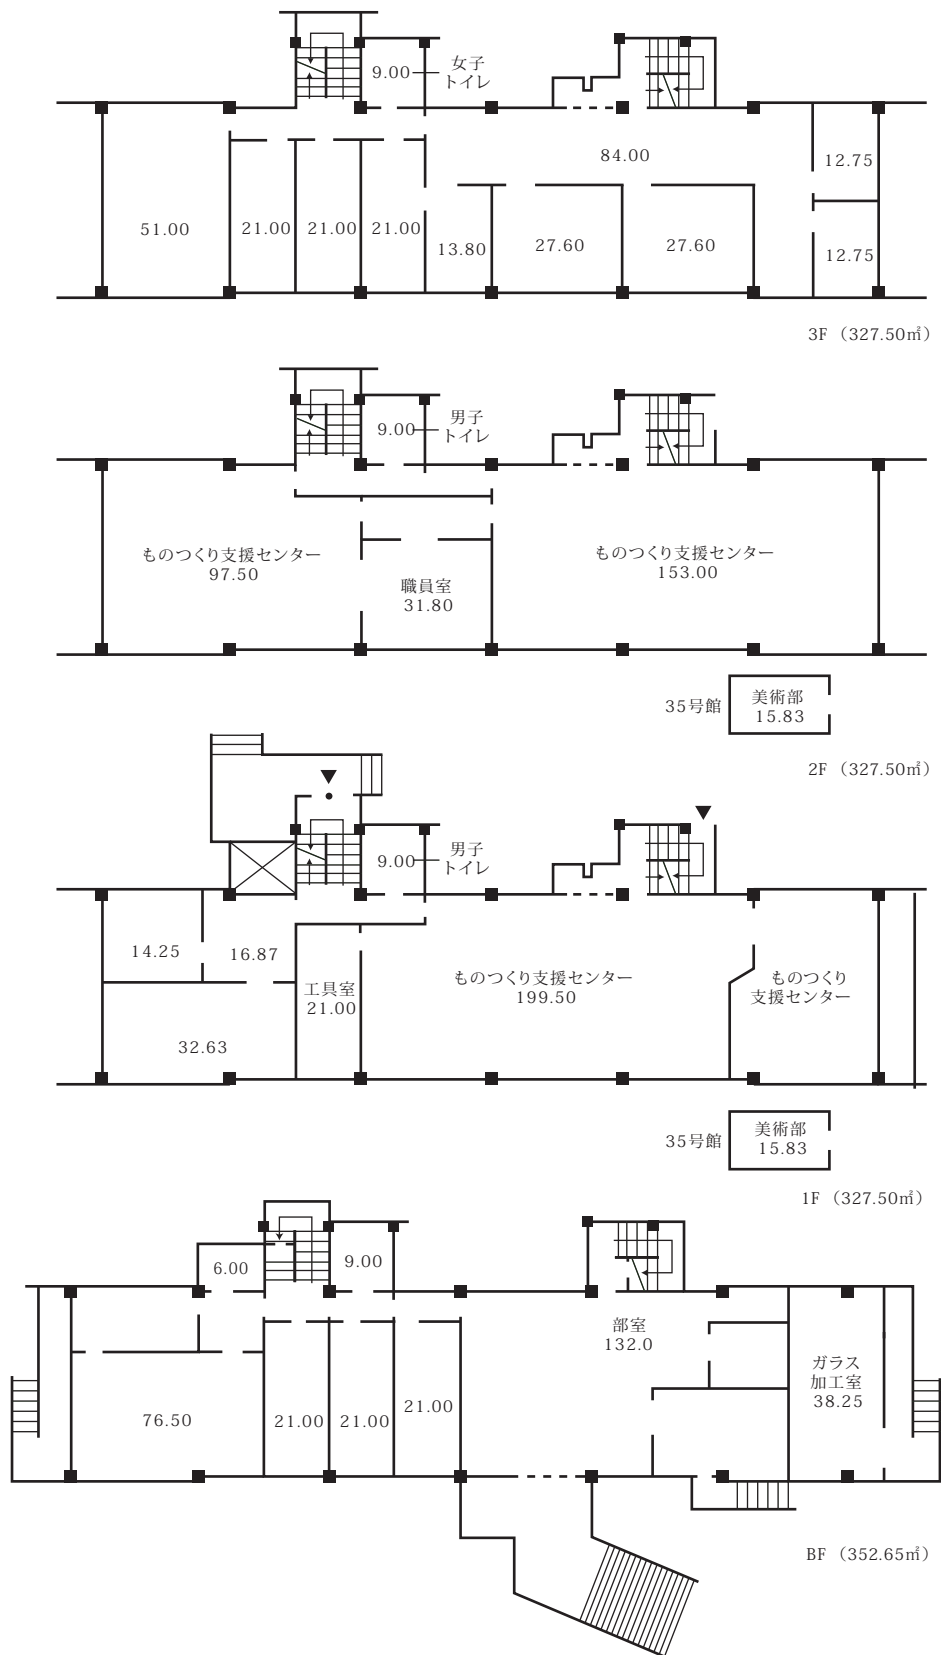 9.00
女子
トイレ
84.00
12.75
51.00
21.00
21.00
21.00
13.80
27.60
27.60
12.75
3F（327.50㎡）
9.00
男子
トイレ
ものつくり支援センター
97.50
職員室
31.80
ものつくり支援センター
153.00
35号館
美術部
15.83
2F（327.50㎡）
9.00
男子
トイレ
14.25
16.87
工具室
21.00
ものつくり支援センター
199.50
ものつくり
支援センター
32.63
35号館
美術部
15.83
1F（327.50㎡）
6.00
9.00
部室
132.0
ガラス
加工室
38.25
76.50
21.00
21.00
21.00
BF（352.65㎡）